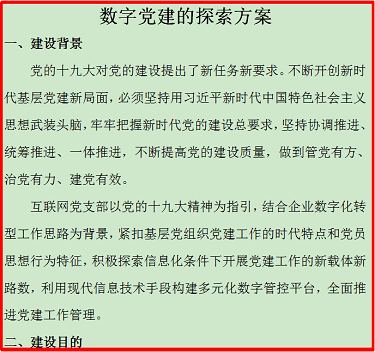 数字党建的探索方案
一、建设背景
党的十九大对党的建设提出了新任务新要求。不断开创新时
代基层党建新局面，必须坚持用习近平新时代中国特色社会主义
思想武装头脑，牢牢把握新时代党的建设总要求，坚持协调推进、
统筹推进、一体推进，不断提高党的建设质量，做到管党有方、
治党有力、建党有效。
互联网党支部以党的十九大精神为指引，结合企业数字化转
型工作思路为背景，紧扣基层党组织党建工作的时代特点和党员
思想行为特征，积极探索信息化条件下开展党建工作的新载体新
路数，利用现代信息技术手段构建多元化数字管控平台，全面推
进党建工作管理。
二、建设目的